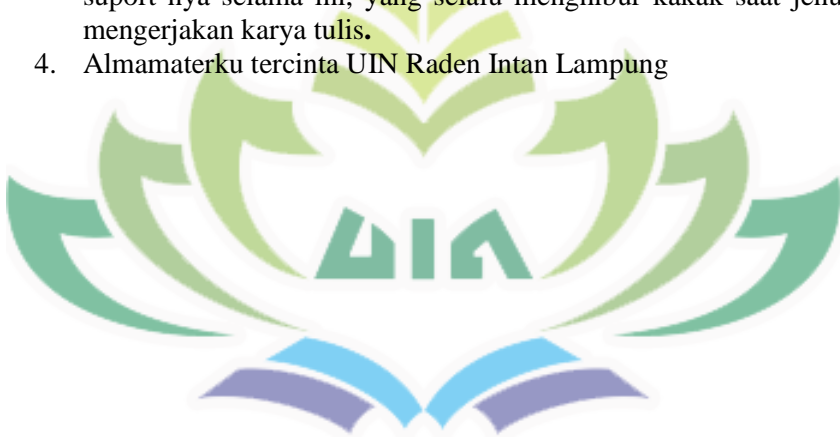 suport nya selama ini, yang selalu menghibur kakak saat
mengerjakan karya tulis.
4. Almamaterku tercinta UIN Raden Intan Lampung
UIN